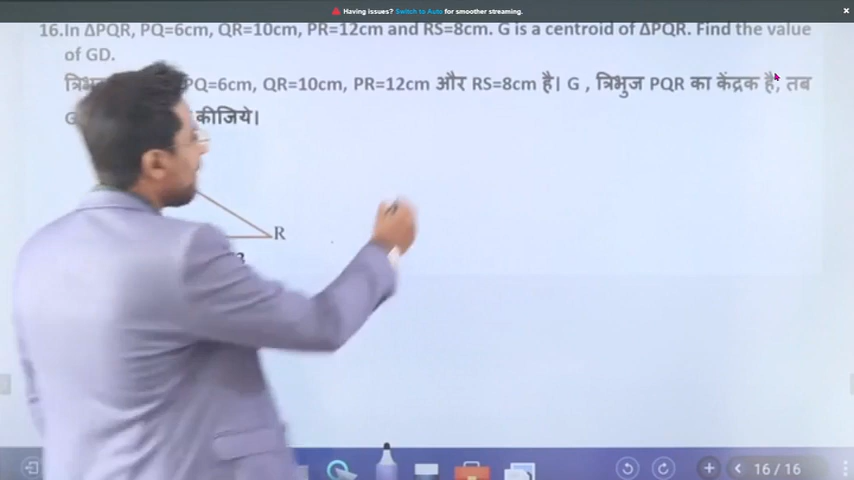 Having issues? Switch to Auto for smoother streaming.
16.In ΔPQR, PQ=6cm, QR=10cm, PR=12cm and RS=8cm. G is a centroid of ΔPQR. Find the value
of GD.
PQ=6cm, QR=10cm, PR=12cm और RS=8cm है। G , त्रिभुज PQR का केंद्रक है, तब
कीजिये।
R
16 / 16